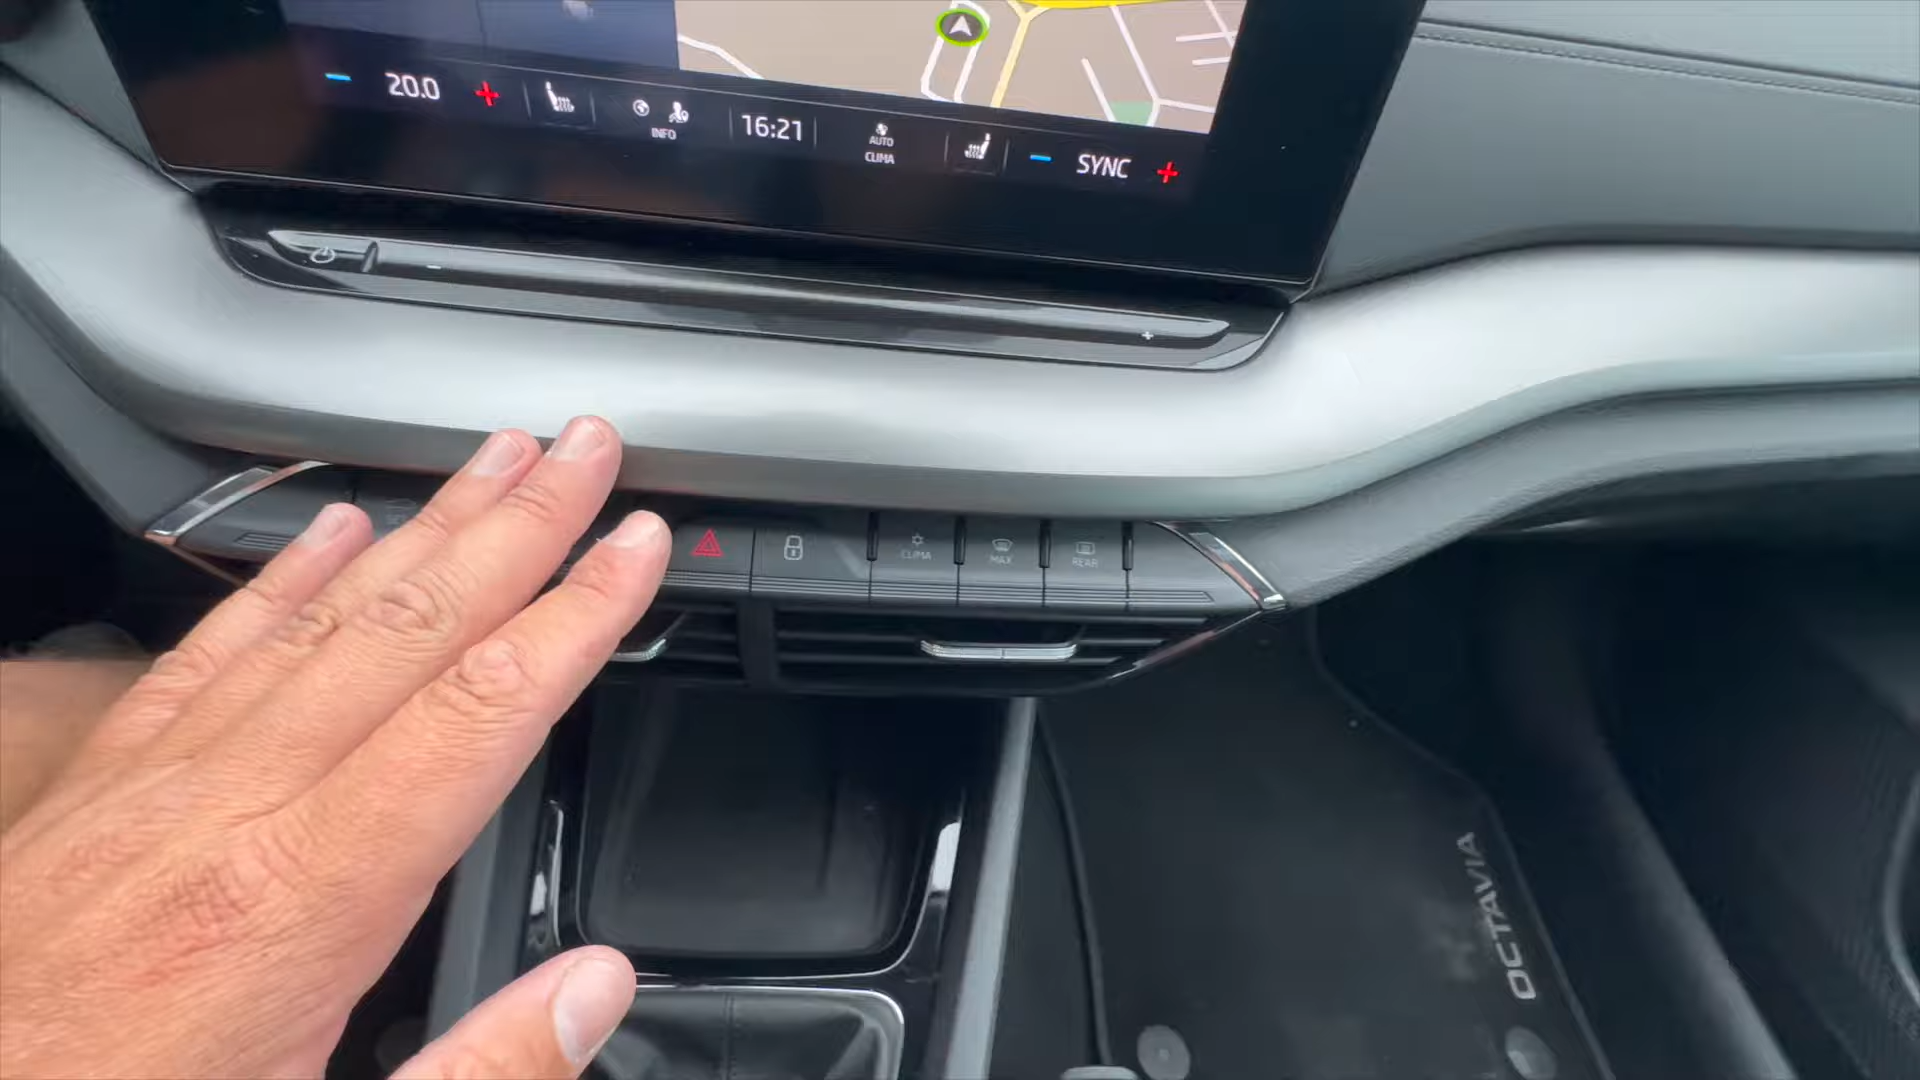 20.0
INFO
16:21
AUTO
CLIMA
SYNC
CLIMA
MAX
REAR
OCTAVIA